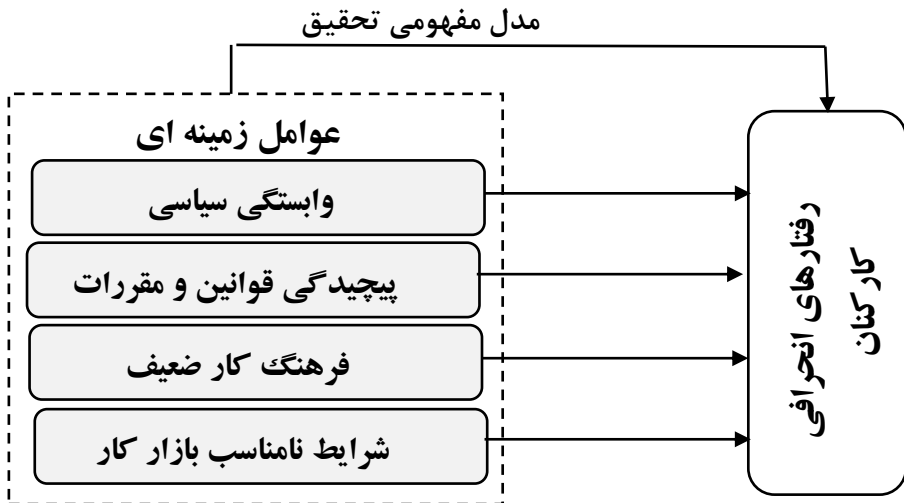 مدل مفهومی تحقیق
عوامل زمینه ای
وابستگی سیاسی
پیچیدگی قوانین و مقررات
فرهنگ کار ضعیف
شرایط نامناسب بازار کار
رفتارهای انحرافی
کارکنان